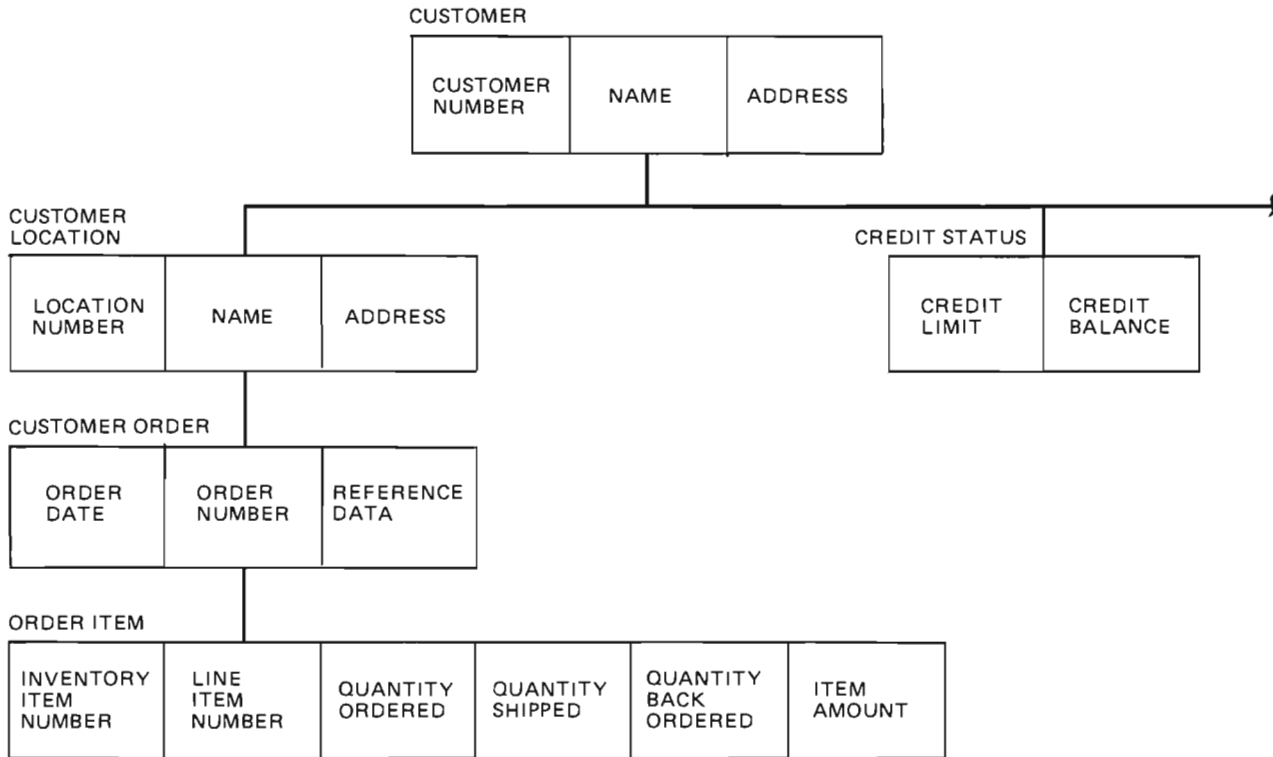 CUSTOMER
CUSTOMER
NUMBER
NAME
ADDRESS
CUSTOMER
LOCATION
LOCATION
NUMBER
NAME
ADDRESS
CREDIT STATUS
CREDIT
LIMIT
CREDIT
BALANCE
CUSTOMER ORDER
ORDER
DATE
ORDER
NUMBER
REFERENCE
DATA
ORDER ITEM
INVENTORY
ITEM
NUMBER
LINE
ITEM
NUMBER
QUANTITY
ORDERED
QUANTITY
SHIPPED
QUANTITY
BACK
ORDERED
ITEM
AMOUNT